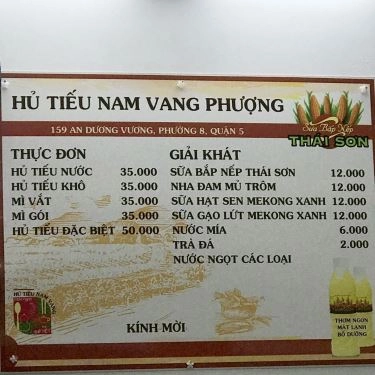 HỦ TIẾU NAM VANG PHƯỢNG
Sữa Bắp Nếp
THÁI SƠN
159 AN DƯƠNG VƯƠNG, PHƯỜNG 8, QUẬN 5
THỰC ĐƠN
HỦ TIẾU NƯỚC 35.000
HỦ TIẾU KHÔ 35.000
MÌ VẮT 35.000
MÌ GÓI 35.000
HỦ TIẾU ĐẶC BIỆT 50.000
GIẢI KHÁT
SỮA BẮP NẾP THÁI SƠN 12.000
NHA ĐAM MỦ TRÔM 12.000
SỮA HẠT SEN MEKONG XANH 12.000
SỮA GẠO LỨT MEKONG XANH 12.000
NƯỚC MÍA 6.000
TRÀ ĐÁ 2.000
NƯỚC NGỌT CÁC LOẠI
HỦ TIẾU NAM VANG
KÍNH MỜI
THƠM NGON
MÁT LẠNH
BỔ DƯỠNG